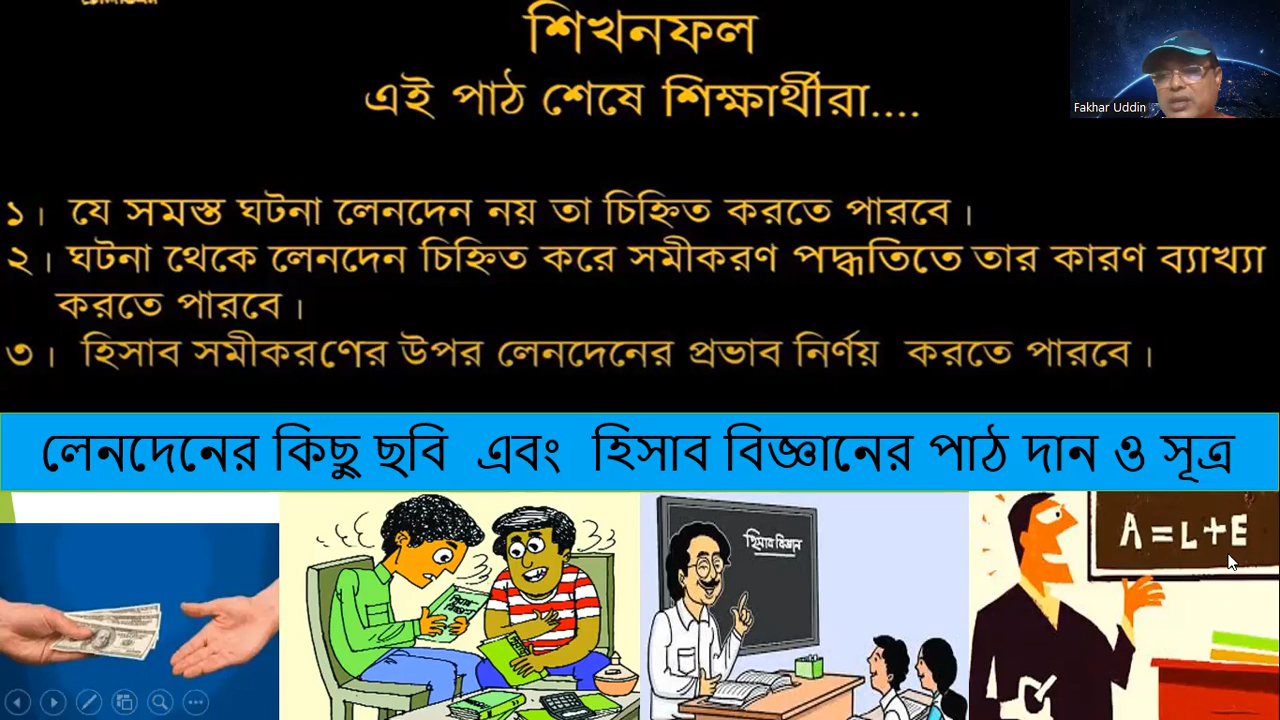 শিখনফল
এই পাঠ শেষে শিক্ষার্থীরা....
Fakhar Uddin
১। যে সমস্ত ঘটনা লেনদেন নয় তা চিহ্নিত করতে পারবে।
২। ঘটনা থেকে লেনদেন চিহ্নিত করে সমীকরণ পদ্ধতিতে তার কারণ ব্যাখ্যা
করতে পারবে।
৩। হিসাব সমীকরণের উপর লেনদেনের প্রভাব নির্ণয় করতে পারবে।
লেনদেনের কিছু ছবি এবং হিসাব বিজ্ঞানের পাঠ দান ও সূত্র
হিসাব বিজ্ঞান
A=L+E